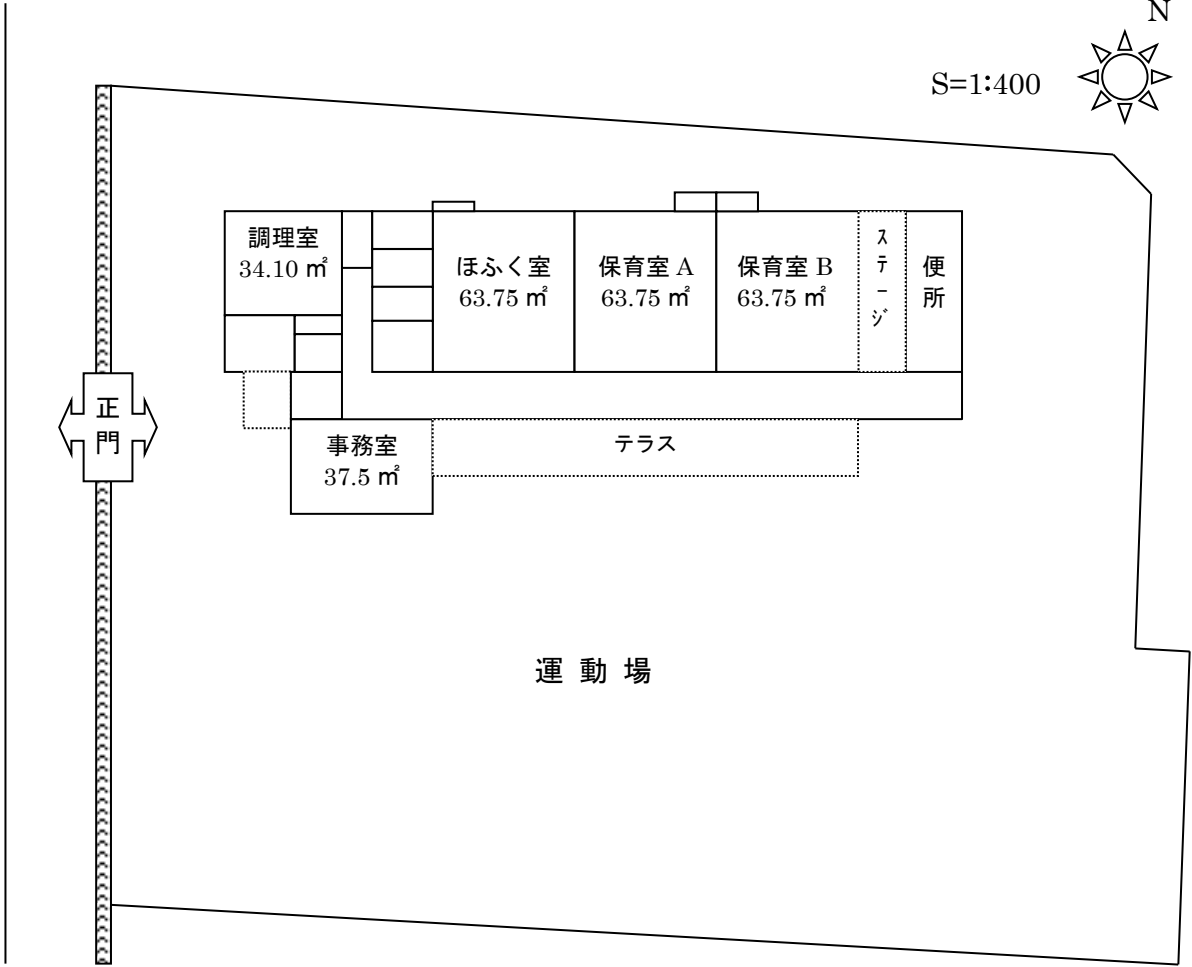 N
S=1:400
調理室
34.10 ㎡
ほふく室
63.75 ㎡
保育室 A
63.75 ㎡
保育室 B
63.75 ㎡
ｽﾃｰｼﾞ
便所
正門
事務室
37.5 ㎡
テラス
運 動 場